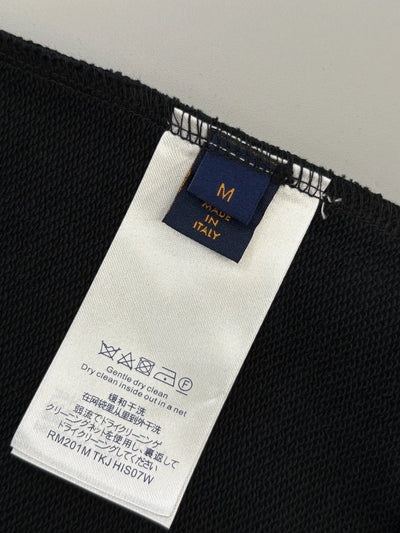 M
MADE
IN
ITALY
F
Gentle dry clean
Dry clean inside out in a net
缓和干洗
在网袋里从里到外干洗
弱流でドライクリーニング
クリーニングネットを使用し、裏返して
ドライクリーニングしてください
RM201M TKJ HIS07W